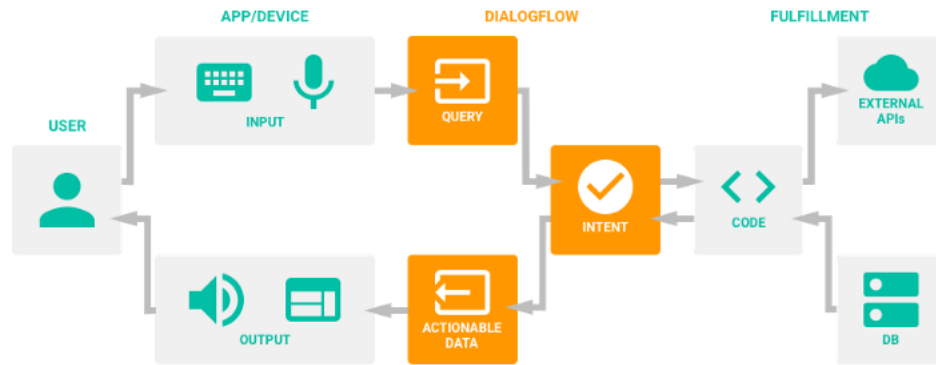 APP/DEVICE
DIALOGFLOW
FULFILLMENT
INPUT
QUERY
EXTERNAL
APIs
USER
INTENT
CODE
OUTPUT
ACTIONABLE
DATA
DB